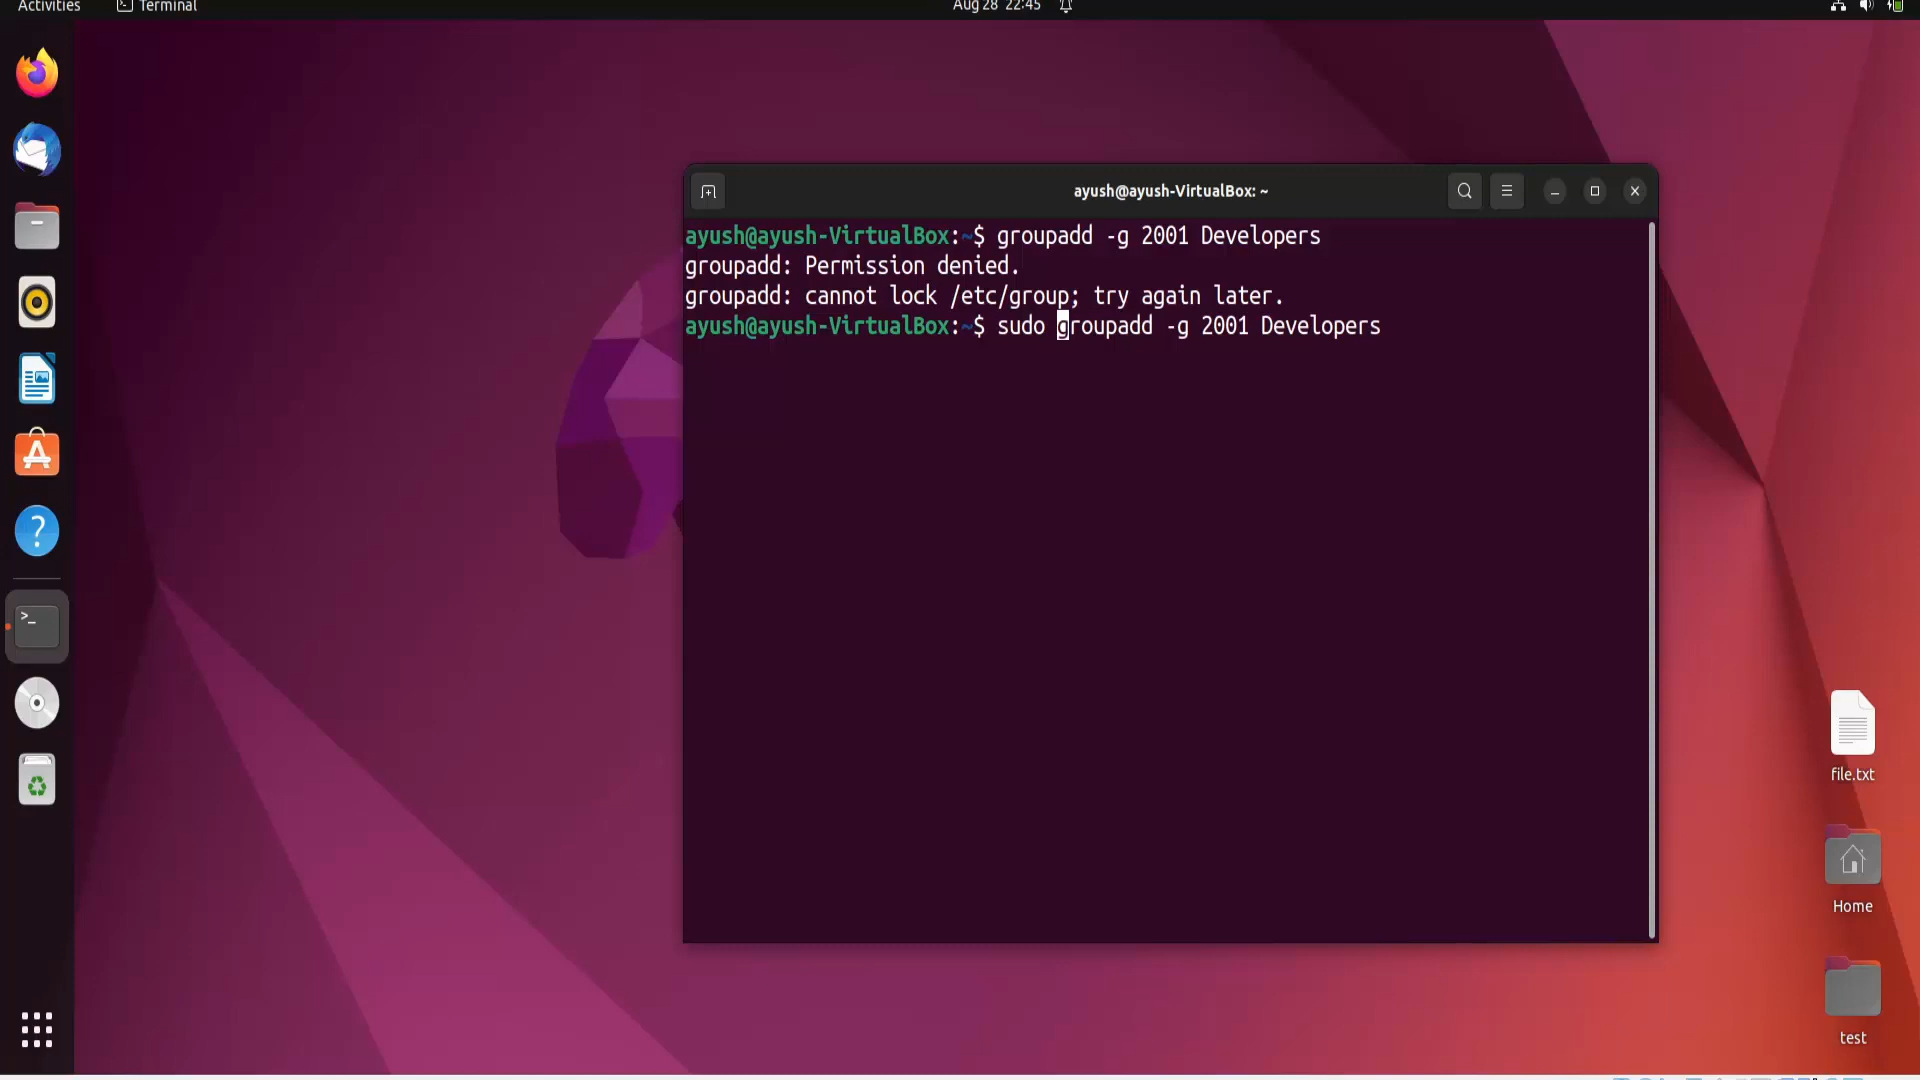 Activities
Terminal
Aug 28 22:45
ayush@ayush-VirtualBox: ~
ayush@ayush-VirtualBox:~$ groupadd -g 2001 Developers
groupadd: Permission denied.
groupadd: cannot lock /etc/group; try again later.
ayush@ayush-VirtualBox:~$ sudo groupadd -g 2001 Developers
file.txt
Home
test